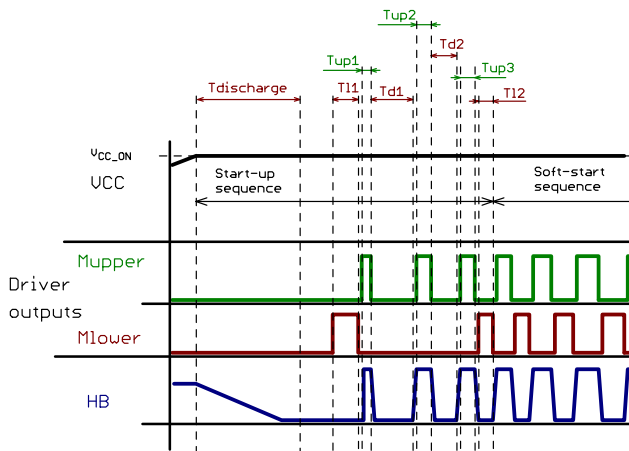 Tup2
Td2
Tup1
Tup3
Tdischarge
Tl1
Td1
Tl2
VCC_ON
VCC
Start-up
sequence
Soft-start
sequence
Mupper
Driver
outputs
Mlower
HB